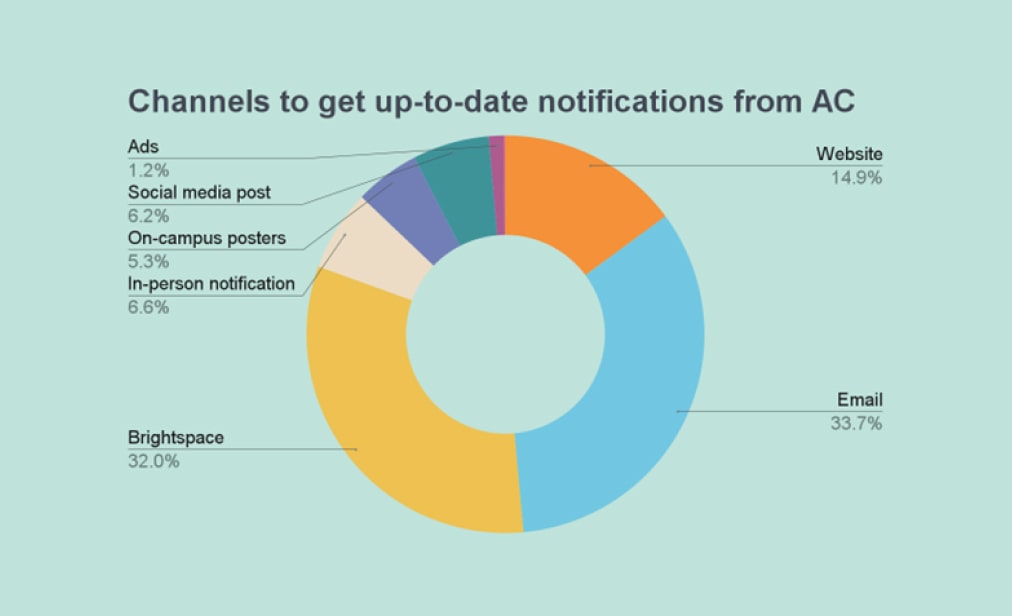 Channels to get up-to-date notifications from AC
Ads
1.2%
Social media post
6.2%
On-campus posters
5.3%
In-person notification
6.6%
Brightspace
32.0%
Website
14.9%
Email
33.7%